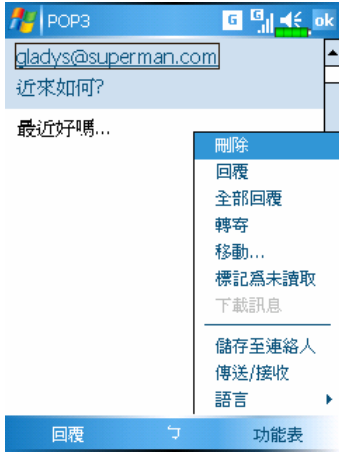 POP3 G G ok
gladys@superman.com
近來如何?
最近好嗎...
刪除
回覆
全部回覆
轉寄
移動...
標記為未讀取
下載訊息
儲存至連絡人
傳送/接收
語言
回覆 ㄅ 功能表